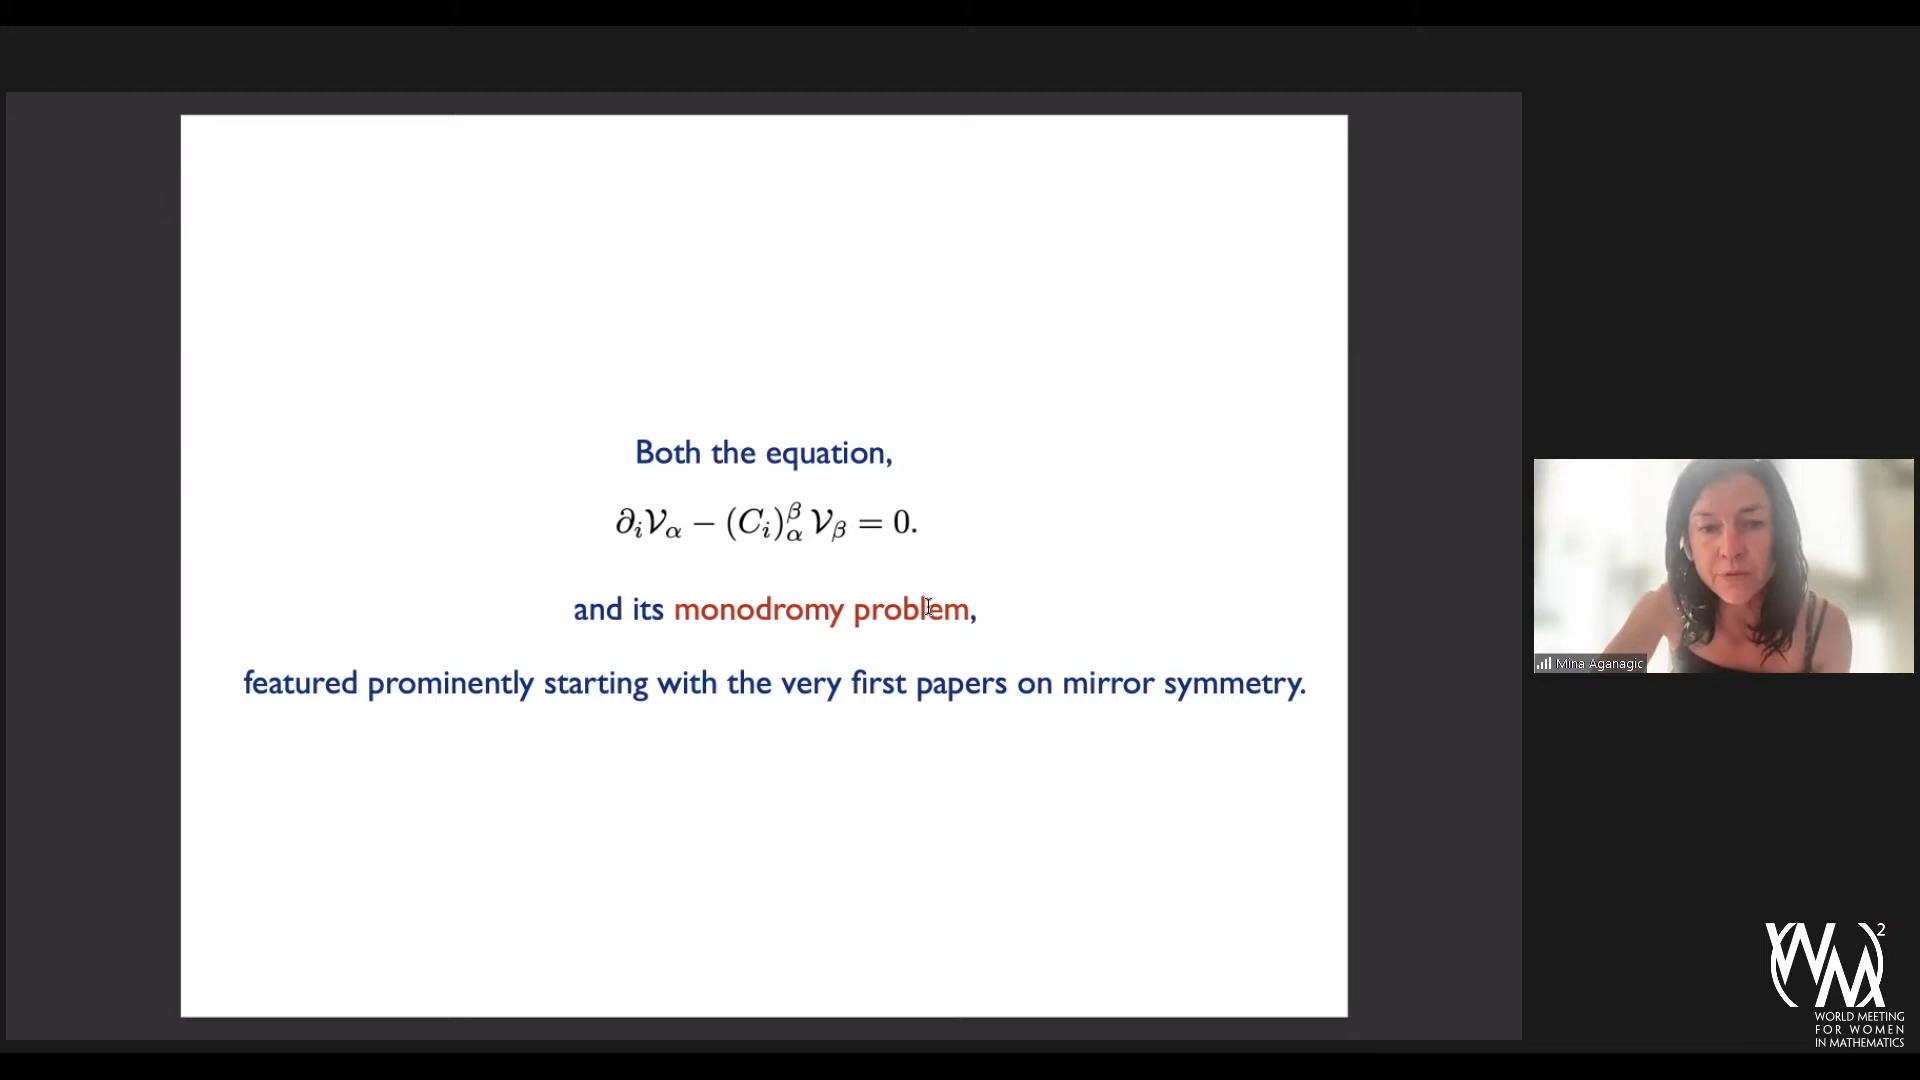 Both the equation,
∂ᵢ𝒱_α − (Cᵢ)_α^β 𝒱_β = 0.
and its monodromy problem,
featured prominently starting with the very first papers on mirror symmetry.
Mina Aganagic
(WM)²
WORLD MEETING
FOR WOMEN
IN MATHEMATICS